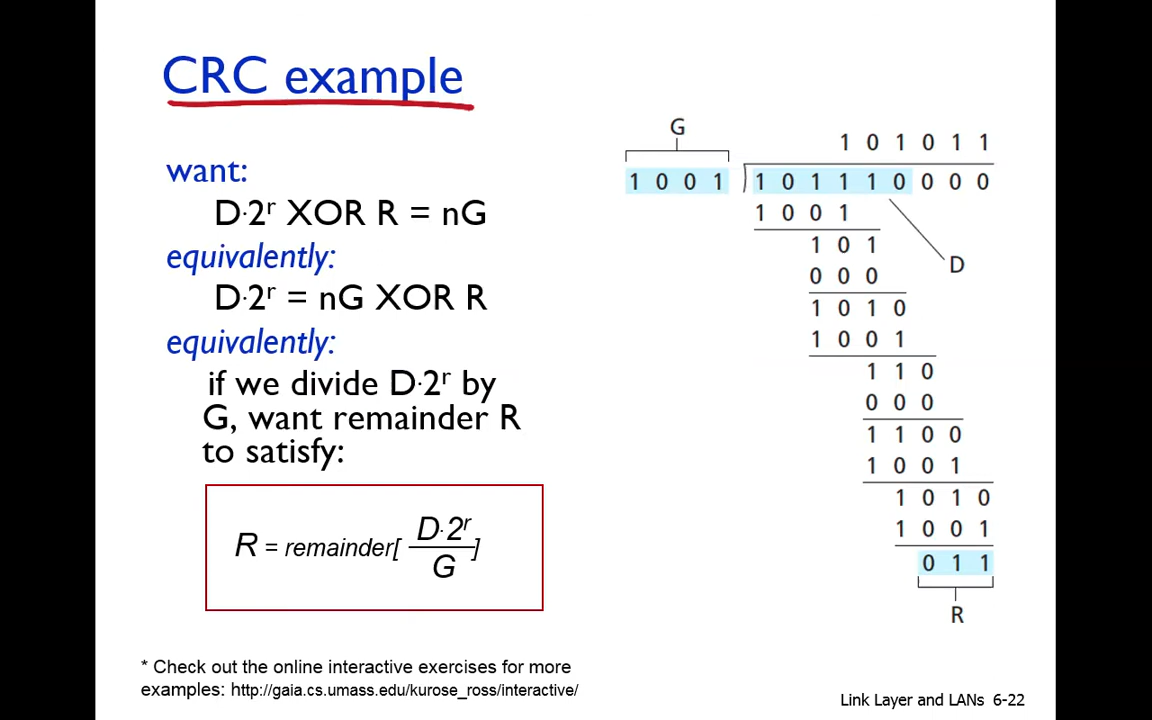 CRC example
want:
D·2ʳ XOR R = nG
equivalently:
D·2ʳ = nG XOR R
equivalently:
if we divide D·2ʳ by
G, want remainder R
to satisfy:
R = remainder[ D·2ʳ / G ]
G
1 0 1 0 1 1
1 0 0 1 1 0 1 1 1 0 0 0 0
1 0 0 1
1 0 1
D
0 0 0
1 0 1 0
1 0 0 1
1 1 0
0 0 0
1 1 0 0
1 0 0 1
1 0 1 0
1 0 0 1
0 1 1
R
* Check out the online interactive exercises for more
examples: http://gaia.cs.umass.edu/kurose_ross/interactive/
Link Layer and LANs 6-22